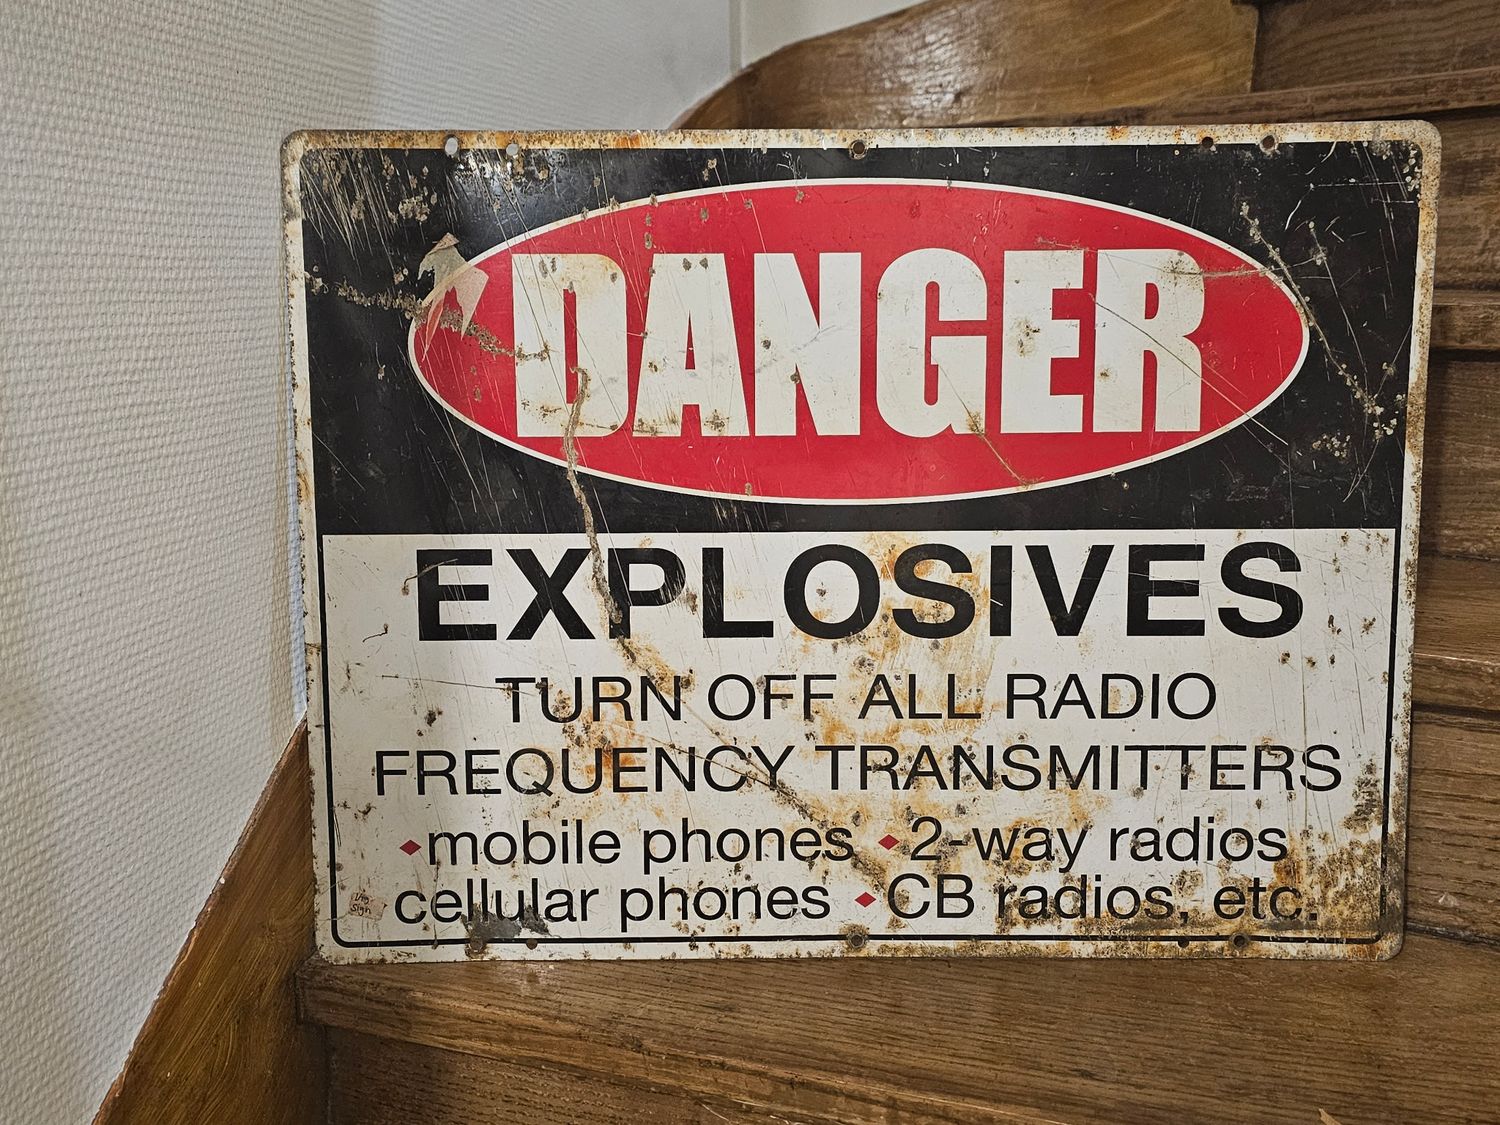 DANGER
EXPLOSIVES
TURN OFF ALL RADIO
FREQUENCY TRANSMITTERS
♦mobile phones ♦2-way radios
cellular phones ♦CB radios, etc.